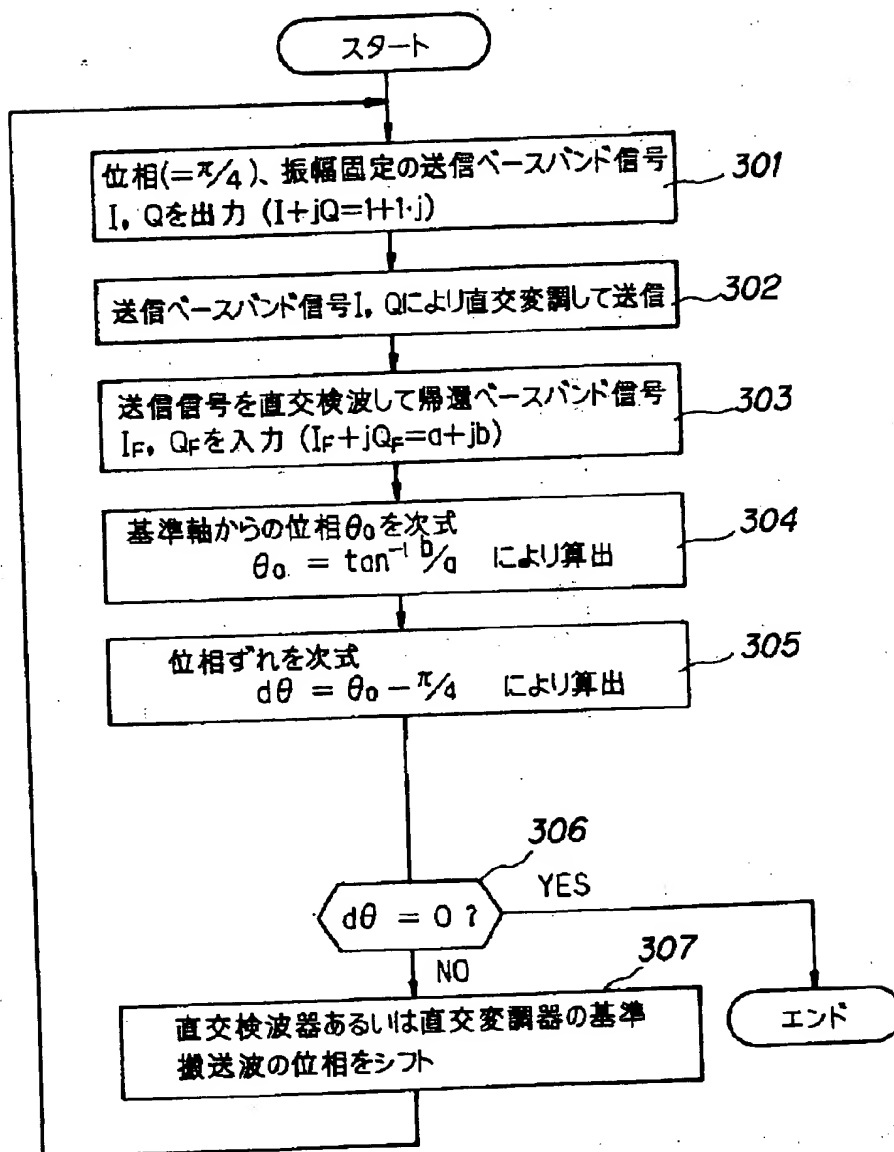 スタート
位相(=π/4)、振幅固定の送信ベースバンド信号
I, Qを出力 (I+jQ=1+1·j)
301
送信ベースバンド信号I, Qにより直交変調して送信
302
送信信号を直交検波して帰還ベースバンド信号
I_F, Q_Fを入力 (I_F+jQ_F=a+jb)
303
基準軸からの位相θ₀を次式
θ₀ = tan⁻¹ b/a により算出
304
位相ずれを次式
dθ = θ₀ − π/4 により算出
305
306
dθ = 0 ?
YES
NO
307
直交検波器あるいは直交変調器の基準
搬送波の位相をシフト
エンド